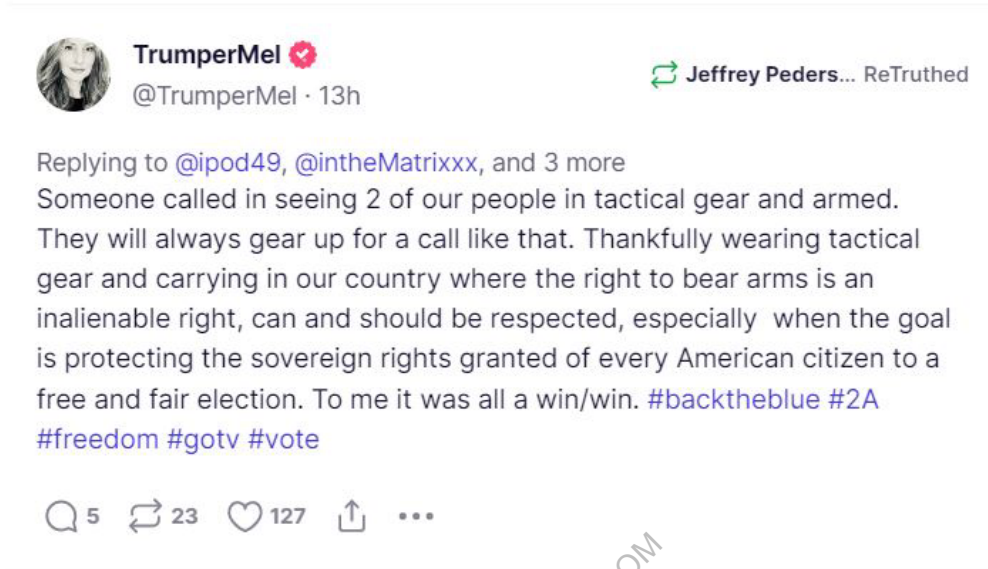 TrumperMel
Jeffrey Peders... ReTruthed
@TrumperMel · 13h
Replying to @ipod49, @intheMatrixxx, and 3 more
Someone called in seeing 2 of our people in tactical gear and armed.
They will always gear up for a call like that. Thankfully wearing tactical
gear and carrying in our country where the right to bear arms is an
inalienable right, can and should be respected, especially  when the goal
is protecting the sovereign rights granted of every American citizen to a
free and fair election. To me it was all a win/win. #backtheblue #2A
#freedom #gotv #vote
5 23 127
OM